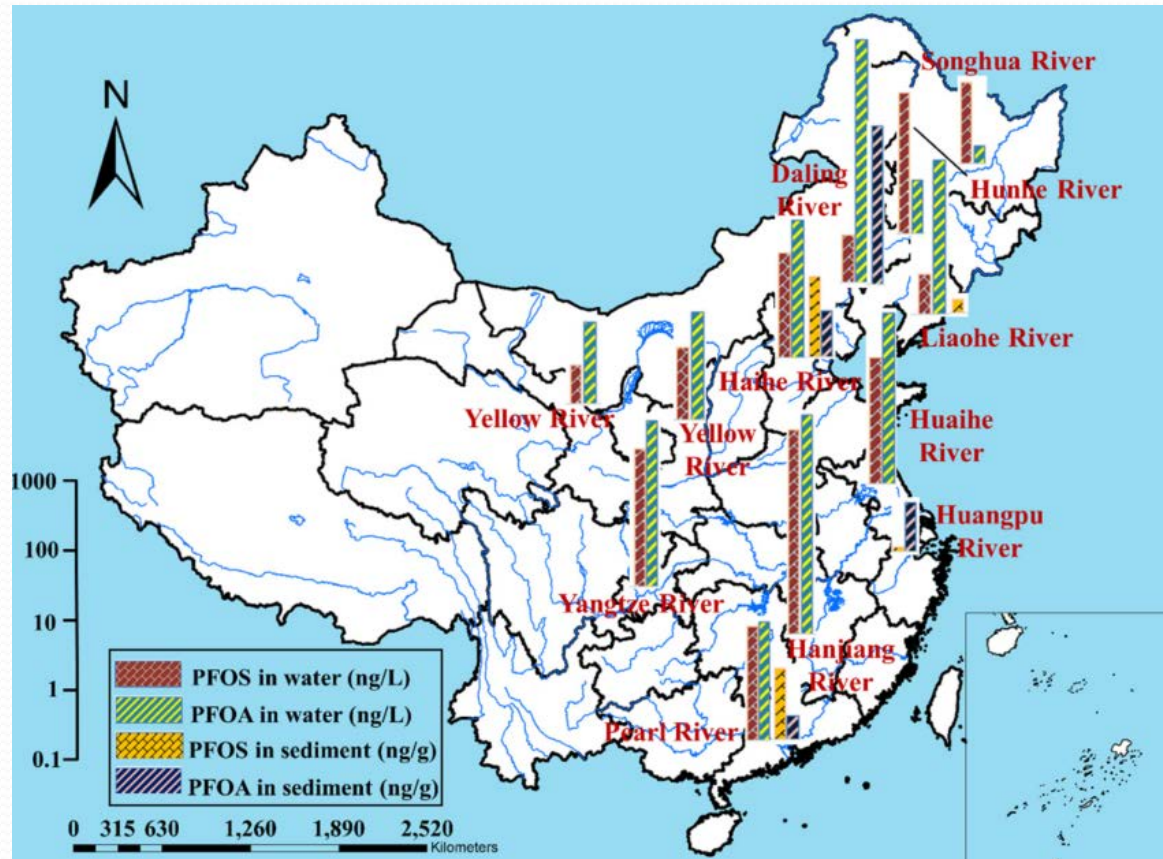 N
Songhua River
Daling
River
Hunhe River
Liaohe River
Haihe River
Yellow River
Yellow
River
Huaihe
River
Huangpu
River
Yangtze River
Hanjiang
River
Pearl River
1000
100
10
1
0.1
PFOS in water (ng/L)
PFOA in water (ng/L)
PFOS in sediment (ng/g)
PFOA in sediment (ng/g)
0 315 630 1,260 1,890 2,520
Kilometers